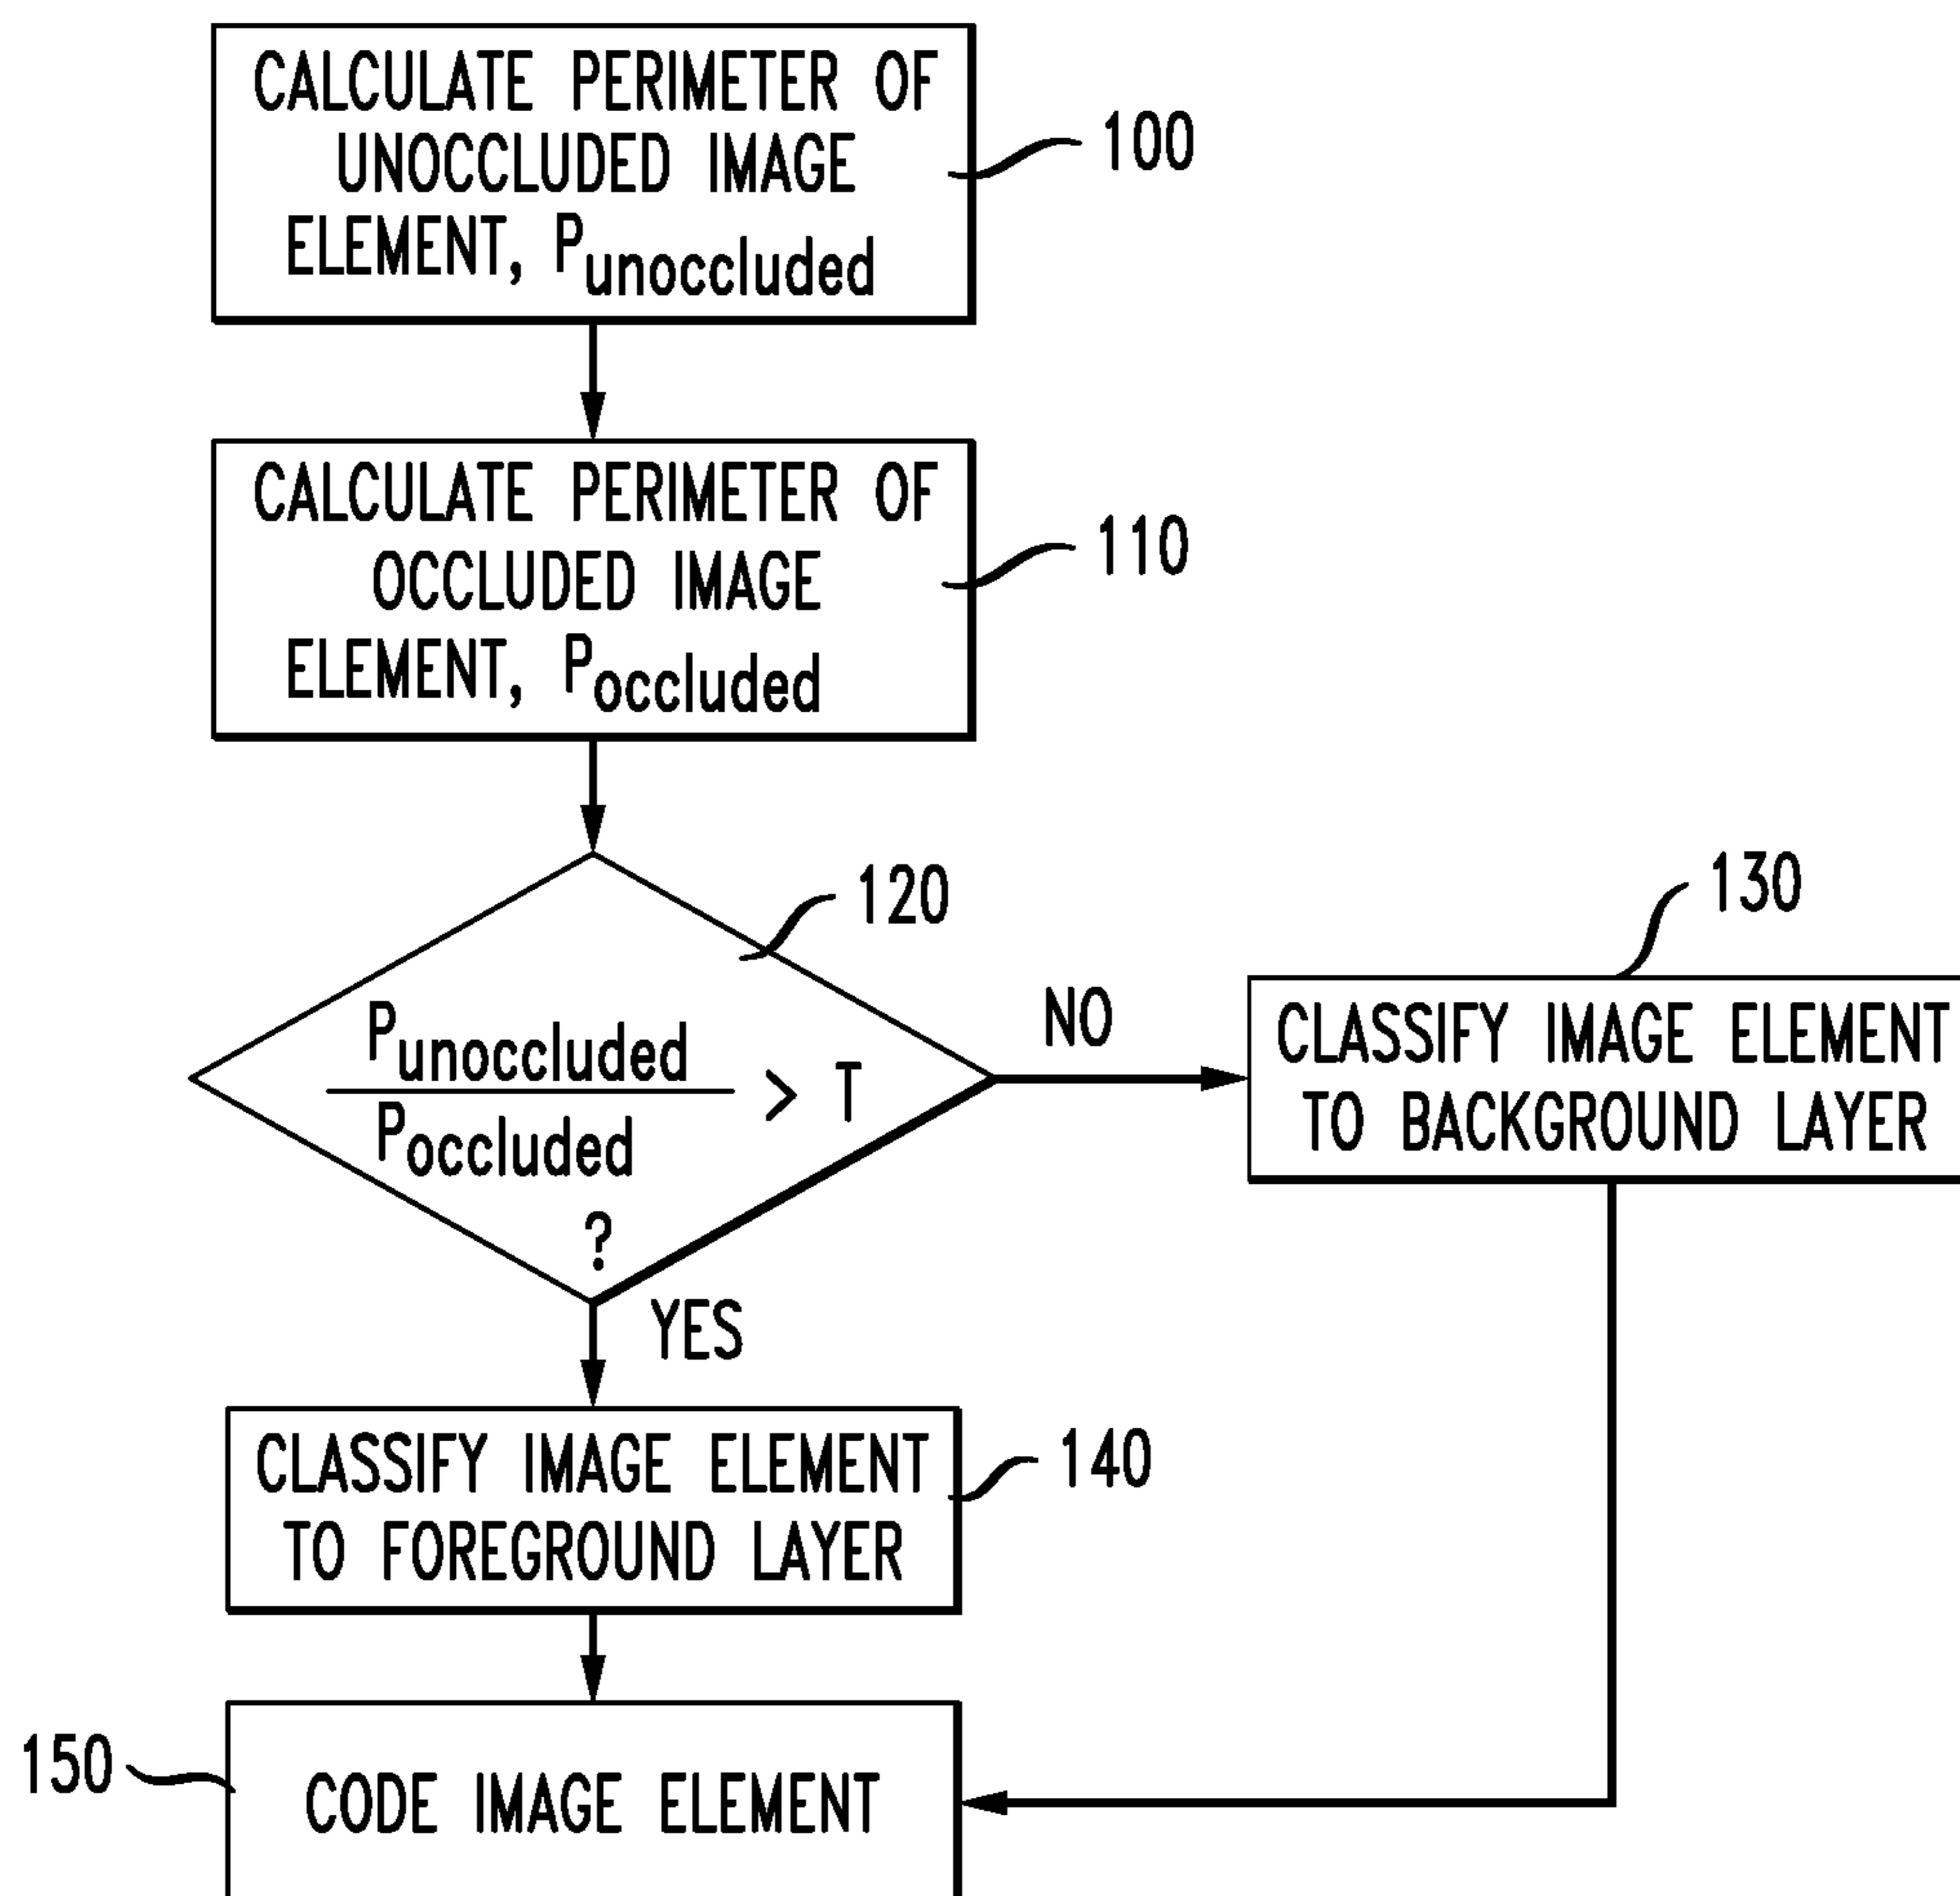 CALCULATE PERIMETER OF
UNOCCLUDED IMAGE
ELEMENT, Punoccluded
100
CALCULATE PERIMETER OF
OCCLUDED IMAGE
ELEMENT, Poccluded
110
120
Punoccluded
Poccluded
> T
?
NO
130
CLASSIFY IMAGE ELEMENT
TO BACKGROUND LAYER
YES
CLASSIFY IMAGE ELEMENT
TO FOREGROUND LAYER
140
150
CODE IMAGE ELEMENT